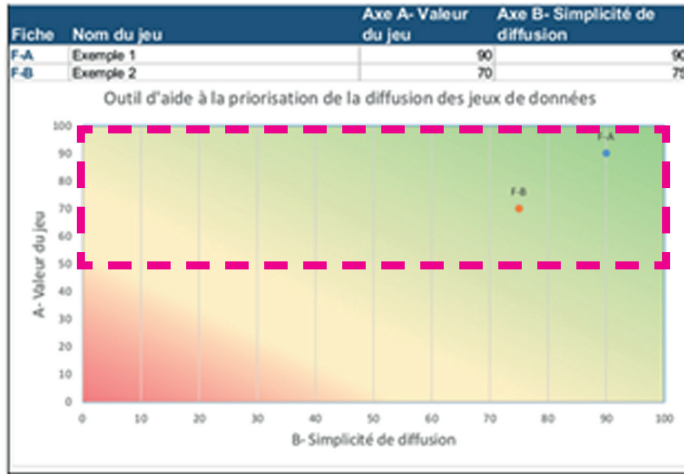 Fiche Nom du jeu Axe A- Valeur du jeu Axe B- Simplicité de diffusion
F-A Exemple 1 90 90
F-B Exemple 2 70 75
Outil d'aide à la priorisation de la diffusion des jeux de données
A- Valeur du jeu
100
90
80
70
60
50
40
30
20
10
0
F-A
F-B
0 10 20 30 40 50 60 70 80 90 100
B- Simplicité de diffusion